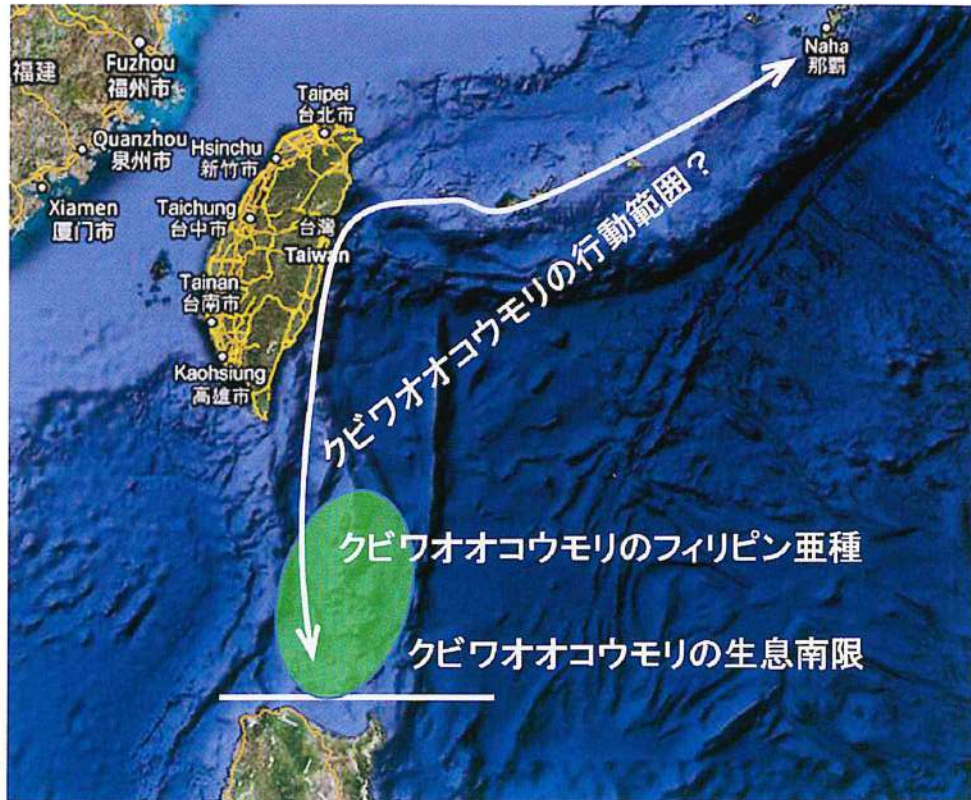 Naha
那覇
福建
Fuzhou
福州市
Taipei
台北市
Quanzhou
泉州市
Hsinchu
新竹市
Xiamen
厦门市
Taichung
台中市
台灣
Taiwan
Tainan
台南市
Kaohsiung
高雄市
クビワオオコウモリの行動範囲?
クビワオオコウモリのフィリピン亜種
クビワオオコウモリの生息南限